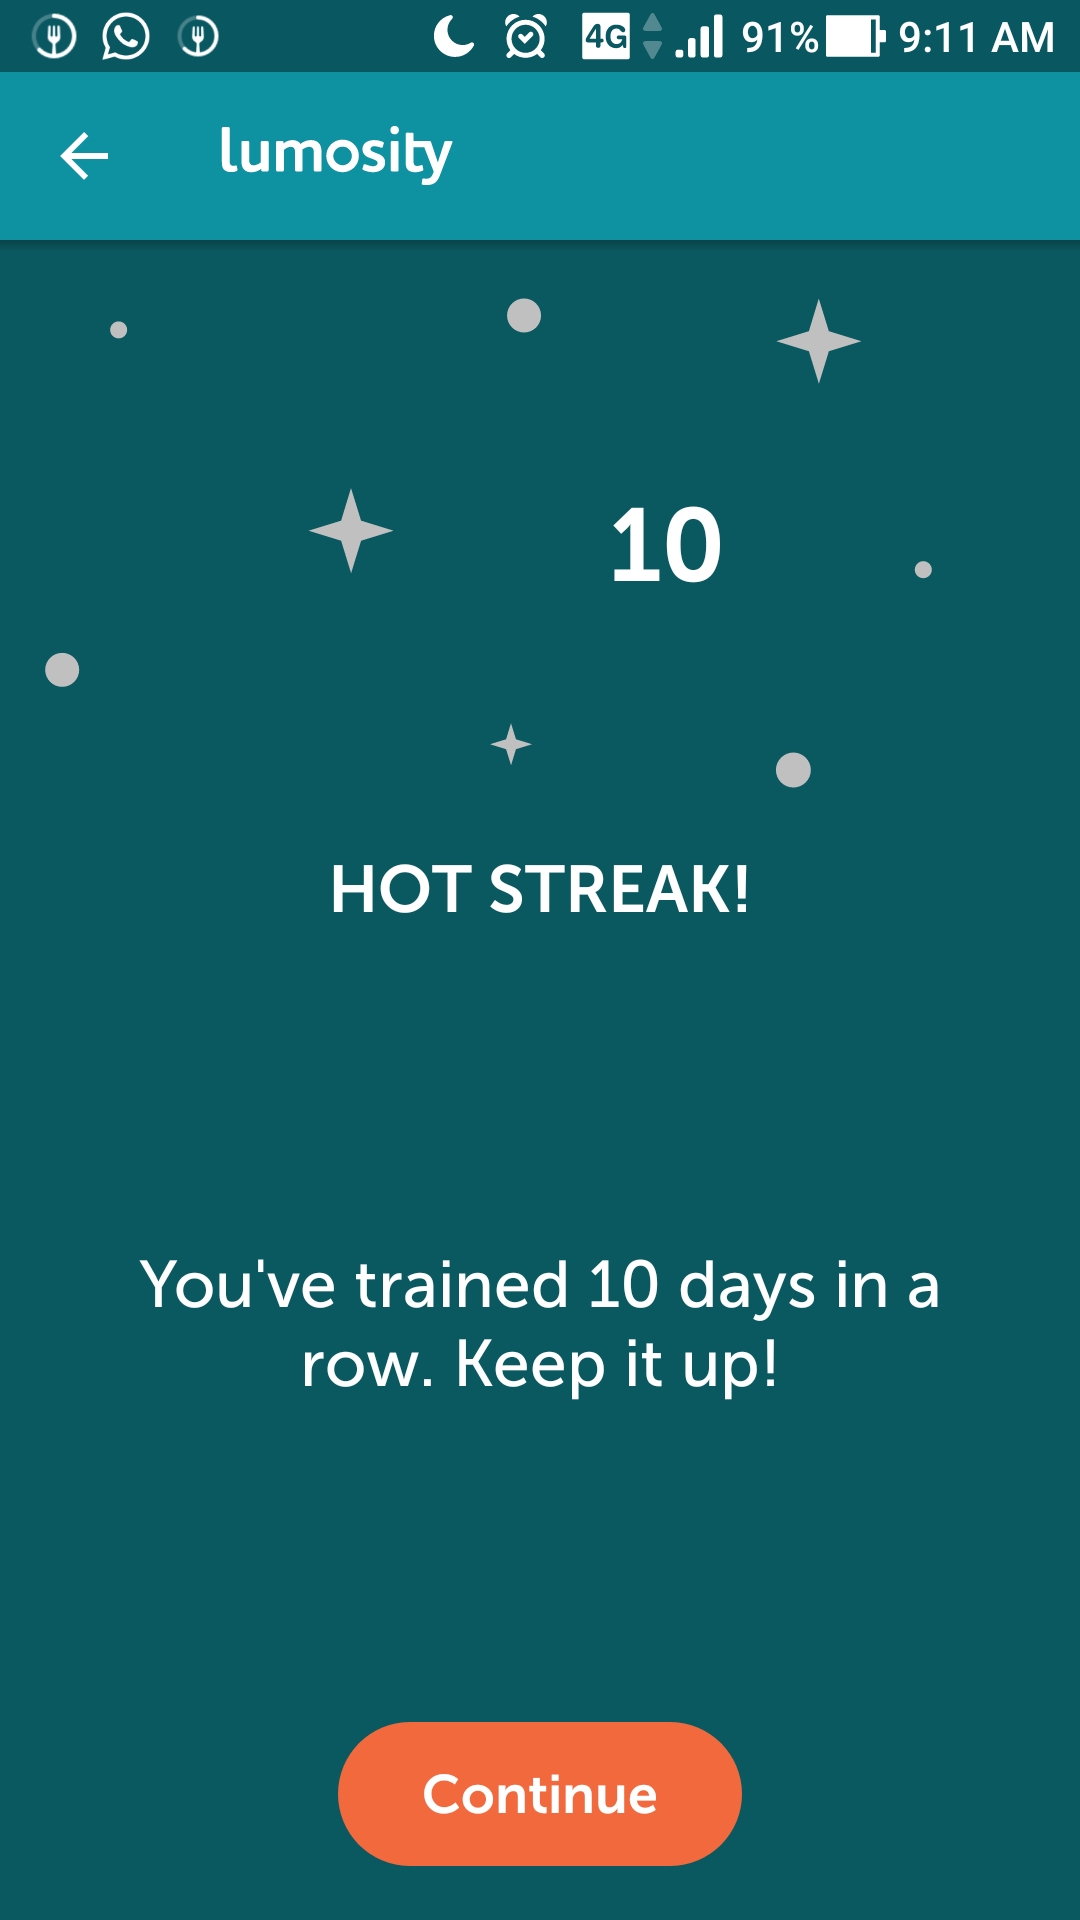 4G 91% 9:11 AM
lumosity
10
HOT STREAK!
You've trained 10 days in a
row. Keep it up!
Continue